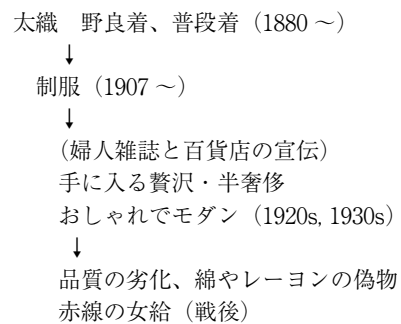 太織　野良着、普段着（1880 ～）
↓
制服（1907 ～）
↓
（婦人雑誌と百貨店の宣伝）
手に入る贅沢・半奢侈
おしゃれでモダン（1920s, 1930s）
↓
品質の劣化、綿やレーヨンの偽物
赤線の女給（戦後）